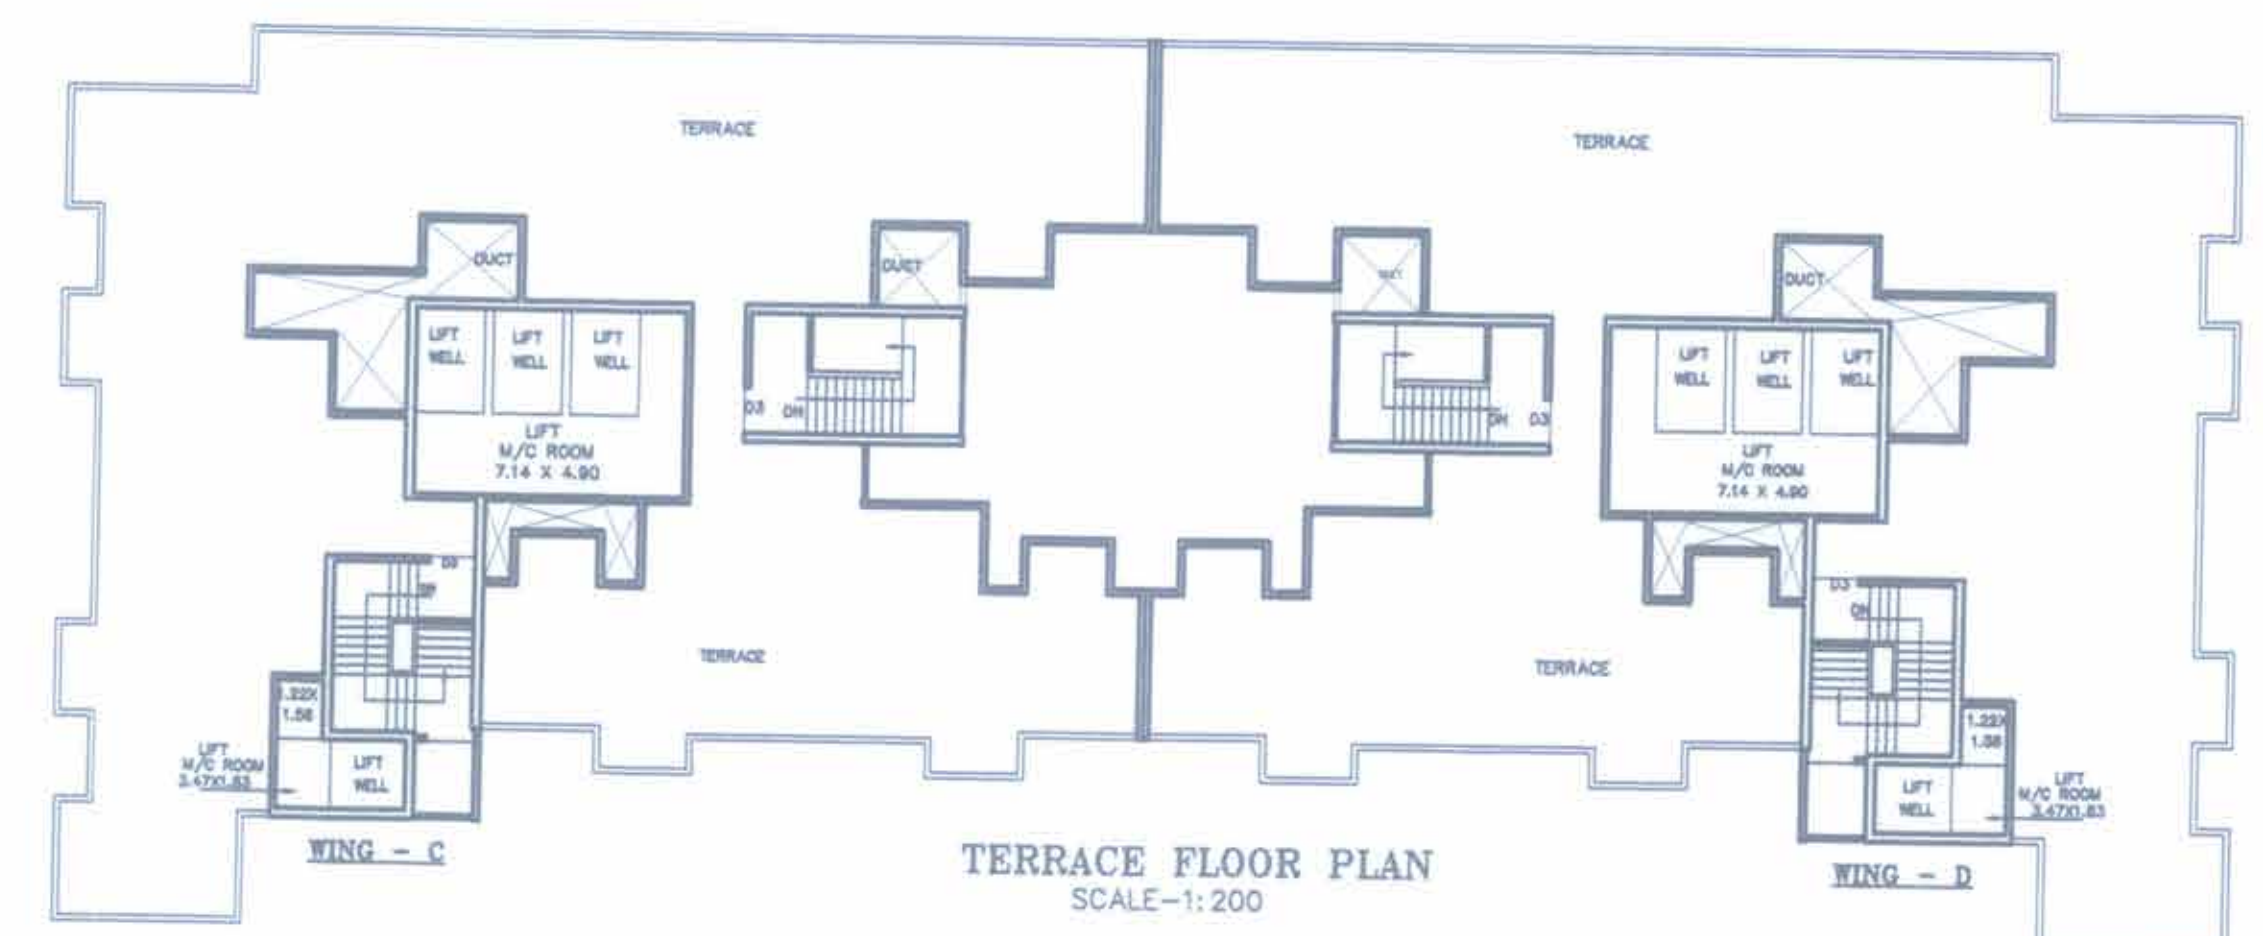 TERRACE
TERRACE
DUCT
DUCT
DUCT
DUCT
LIFT
WELL
LIFT
WELL
LIFT
WELL
LIFT
M/C ROOM
7.14 X 4.90
D3
DN
DN
D3
LIFT
WELL
LIFT
WELL
LIFT
WELL
LIFT
M/C ROOM
7.14 X 4.90
D3
DN
D3
DN
TERRACE
TERRACE
1.22X
1.58
LIFT
M/C ROOM
3.47X1.83
LIFT
WELL
1.22X
LIFT
WELL
LIFT
M/C ROOM
3.47X1.83
WING - C
TERRACE FLOOR PLAN
SCALE-1:200
WING - D